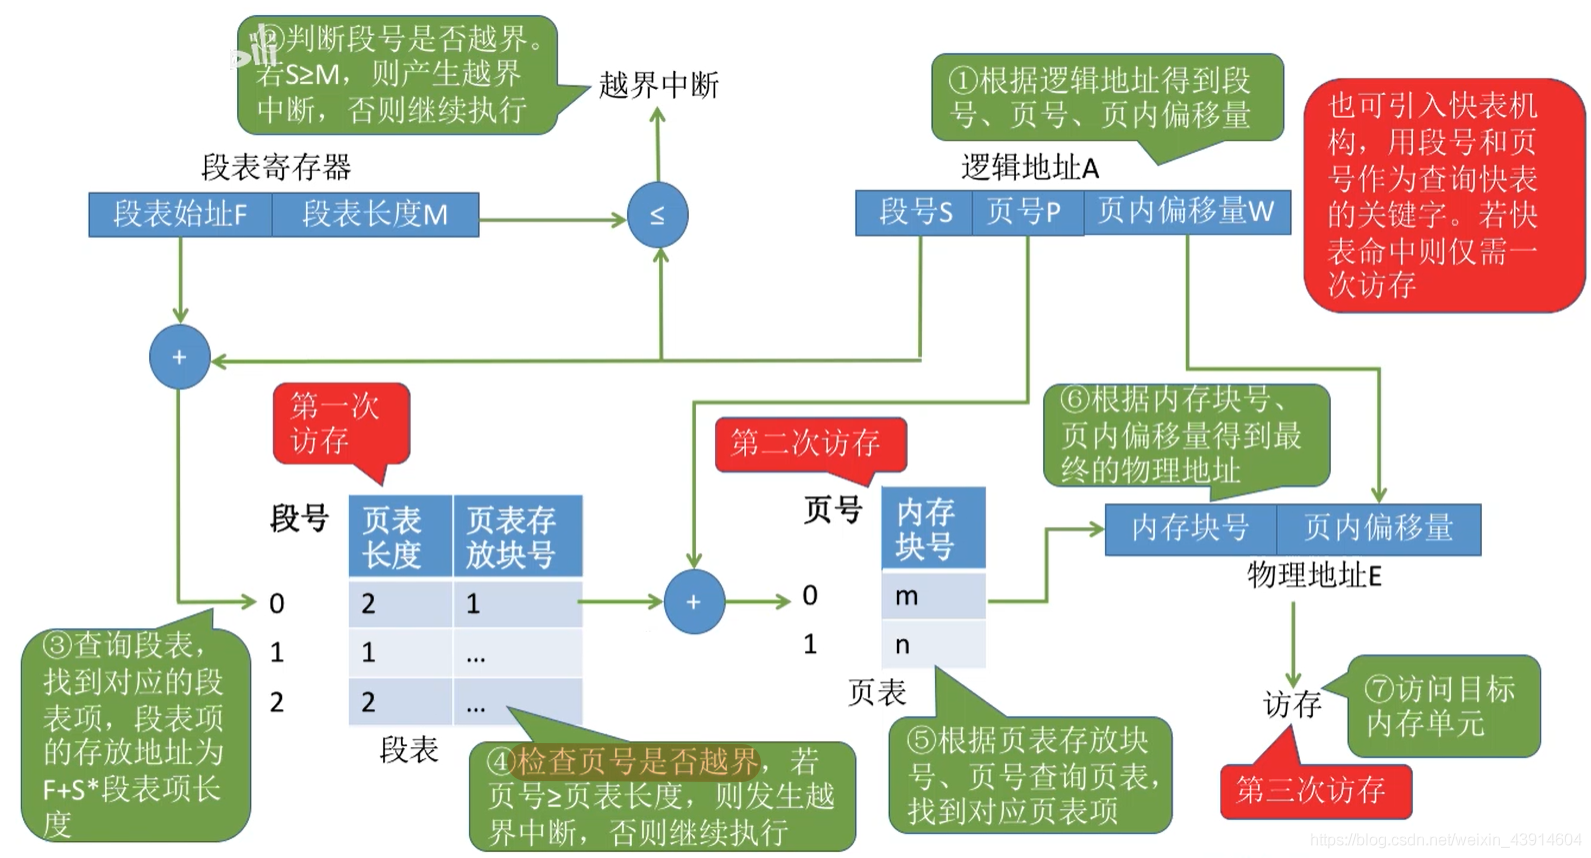 ②判断段号是否越界。
若S≥M，则产生越界
中断，否则继续执行
越界中断
①根据逻辑地址得到段
号、页号、页内偏移量
也可引入快表机
构，用段号和页
号作为查询快表
的关键字。若快
表命中则仅需一
次访存
段表寄存器
段表始址F
段表长度M
≤
逻辑地址A
段号S
页号P
页内偏移量W
+
第一次
访存
第二次访存
⑥根据内存块号、
页内偏移量得到最
终的物理地址
段号
页表
长度
页表存
放块号
0
2
1
1
1
...
2
2
...
段表
+
页号
内存
块号
0
m
1
n
页表
内存块号
页内偏移量
物理地址E
③查询段表，
找到对应的段
表项，段表项
的存放地址为
F+S*段表项长
度
④检查页号是否越界，若
页号≥页表长度，则发生越
界中断，否则继续执行
⑤根据页表存放块
号、页号查询页表，
找到对应页表项
访存
⑦访问目标
内存单元
第三次访存
https://blog.csdn.net/weixin_43914604